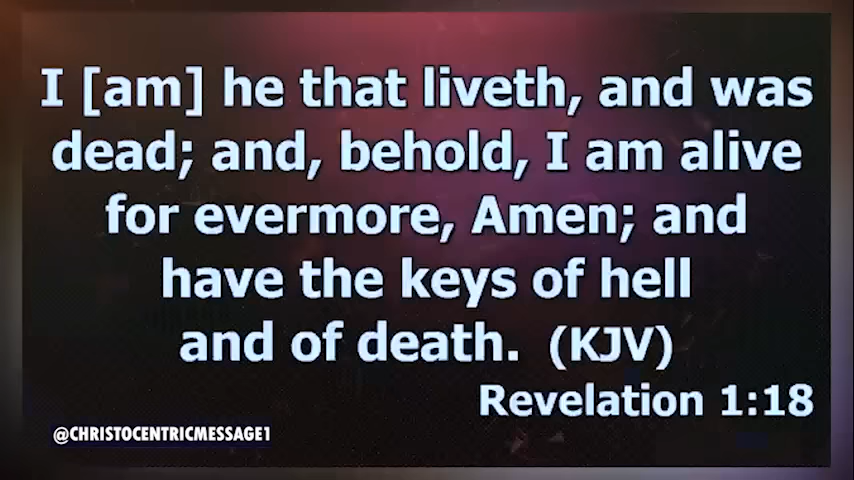 I [am] he that liveth, and was
dead; and, behold, I am alive
for evermore, Amen; and
have the keys of hell
and of death. (KJV)
Revelation 1:18
@CHRISTOCENTRICMESSAGE1